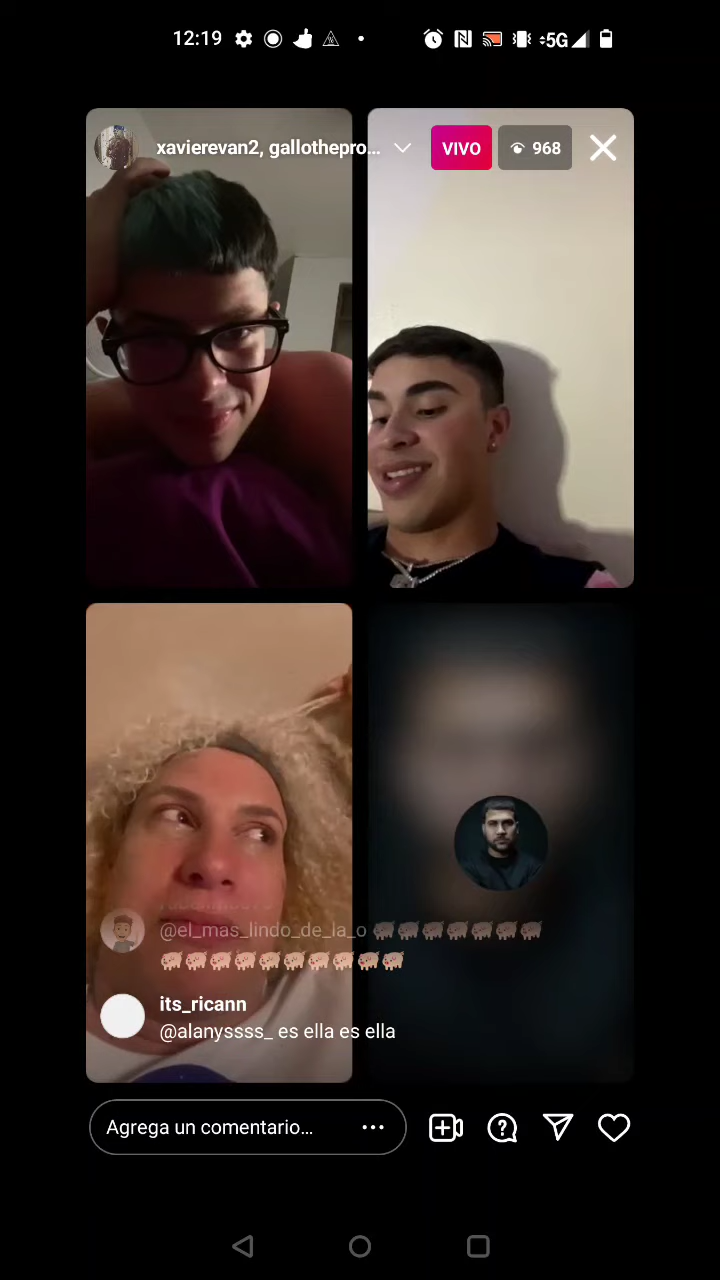 12:19
5G
xavierevan2, gallothepro...
VIVO
968
@el_mas_lindo_de_la_o
its_ricann
@alanyssss_ es ella es ella
Agrega un comentario...